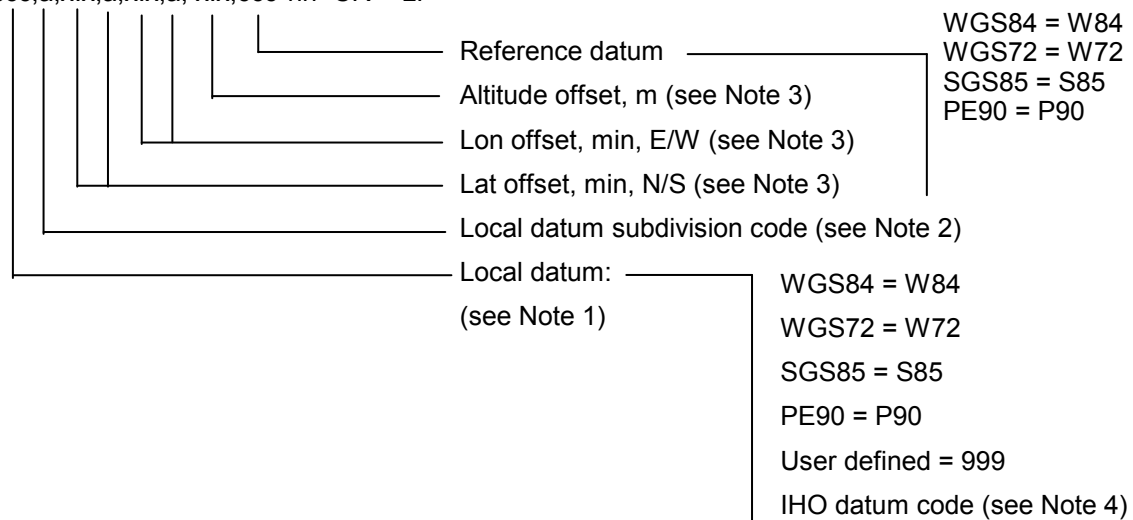 Reference datum
WGS84 = W84
WGS72 = W72
SGS85 = S85
PE90 = P90
Altitude offset, m (see Note 3)
Lon offset, min, E/W (see Note 3)
Lat offset, min, N/S (see Note 3)
Local datum subdivision code (see Note 2)
Local datum:
(see Note 1)
WGS84 = W84
WGS72 = W72
SGS85 = S85
PE90 = P90
User defined = 999
IHO datum code (see Note 4)